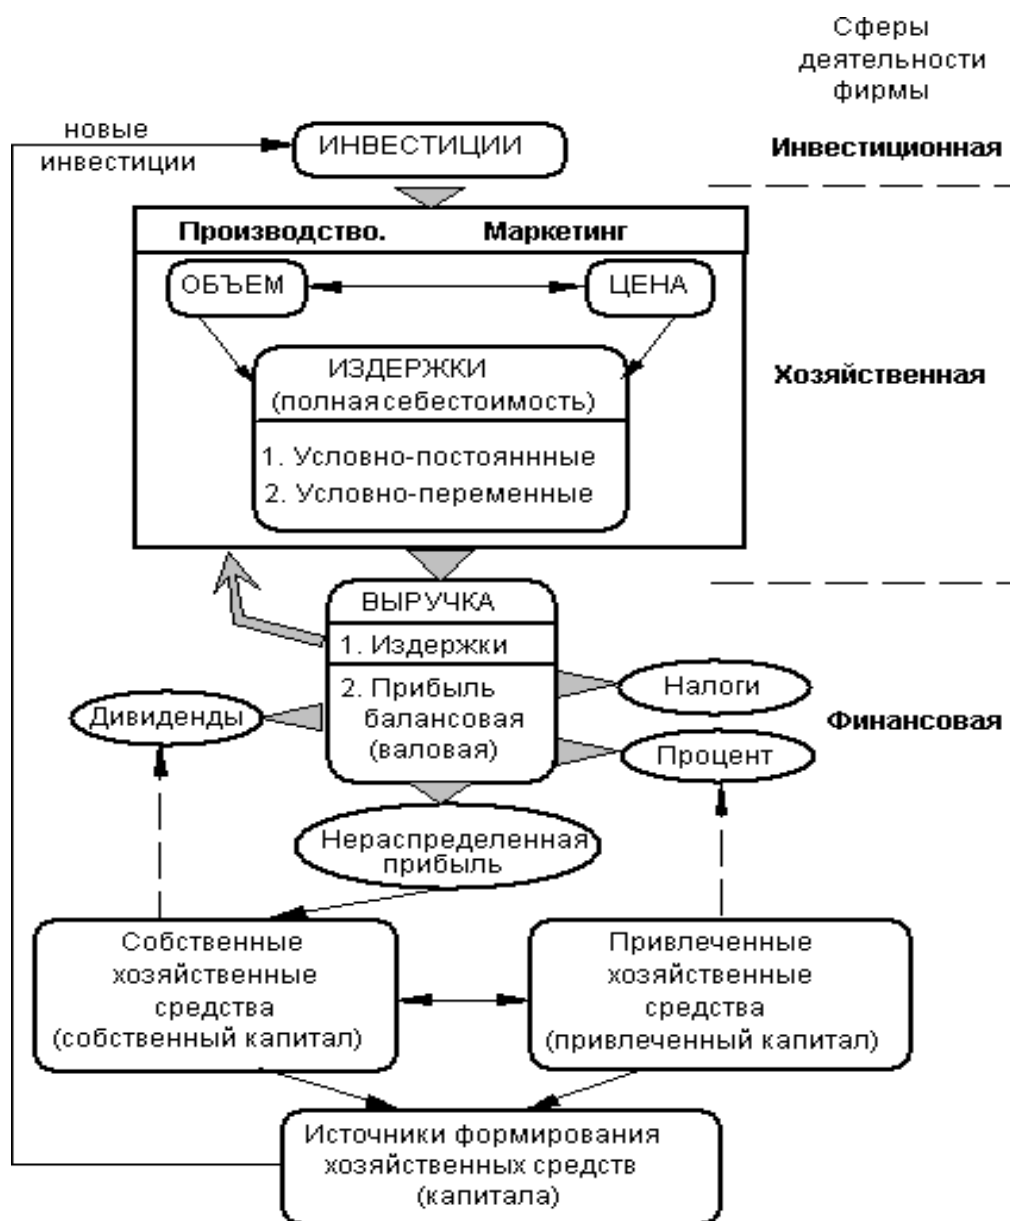 Сферы
деятельности
фирмы
новые
инвестиции
ИНВЕСТИЦИИ
Инвестиционная
Производство. Маркетинг
ОБЪЕМ
ЦЕНА
ИЗДЕРЖКИ
(полная себестоимость)
Хозяйственная
1. Условно-постояннные
2. Условно-переменные
ВЫРУЧКА
1. Издержки
2. Прибыль
балансовая
(валовая)
Налоги
Дивиденды
Финансовая
Процент
Нераспределенная
прибыль
Собственные
хозяйственные
средства
(собственный капитал)
Привлеченные
хозяйственные
средства
(привлеченный капитал)
Источники формирования
хозяйственных средств
(капитала)